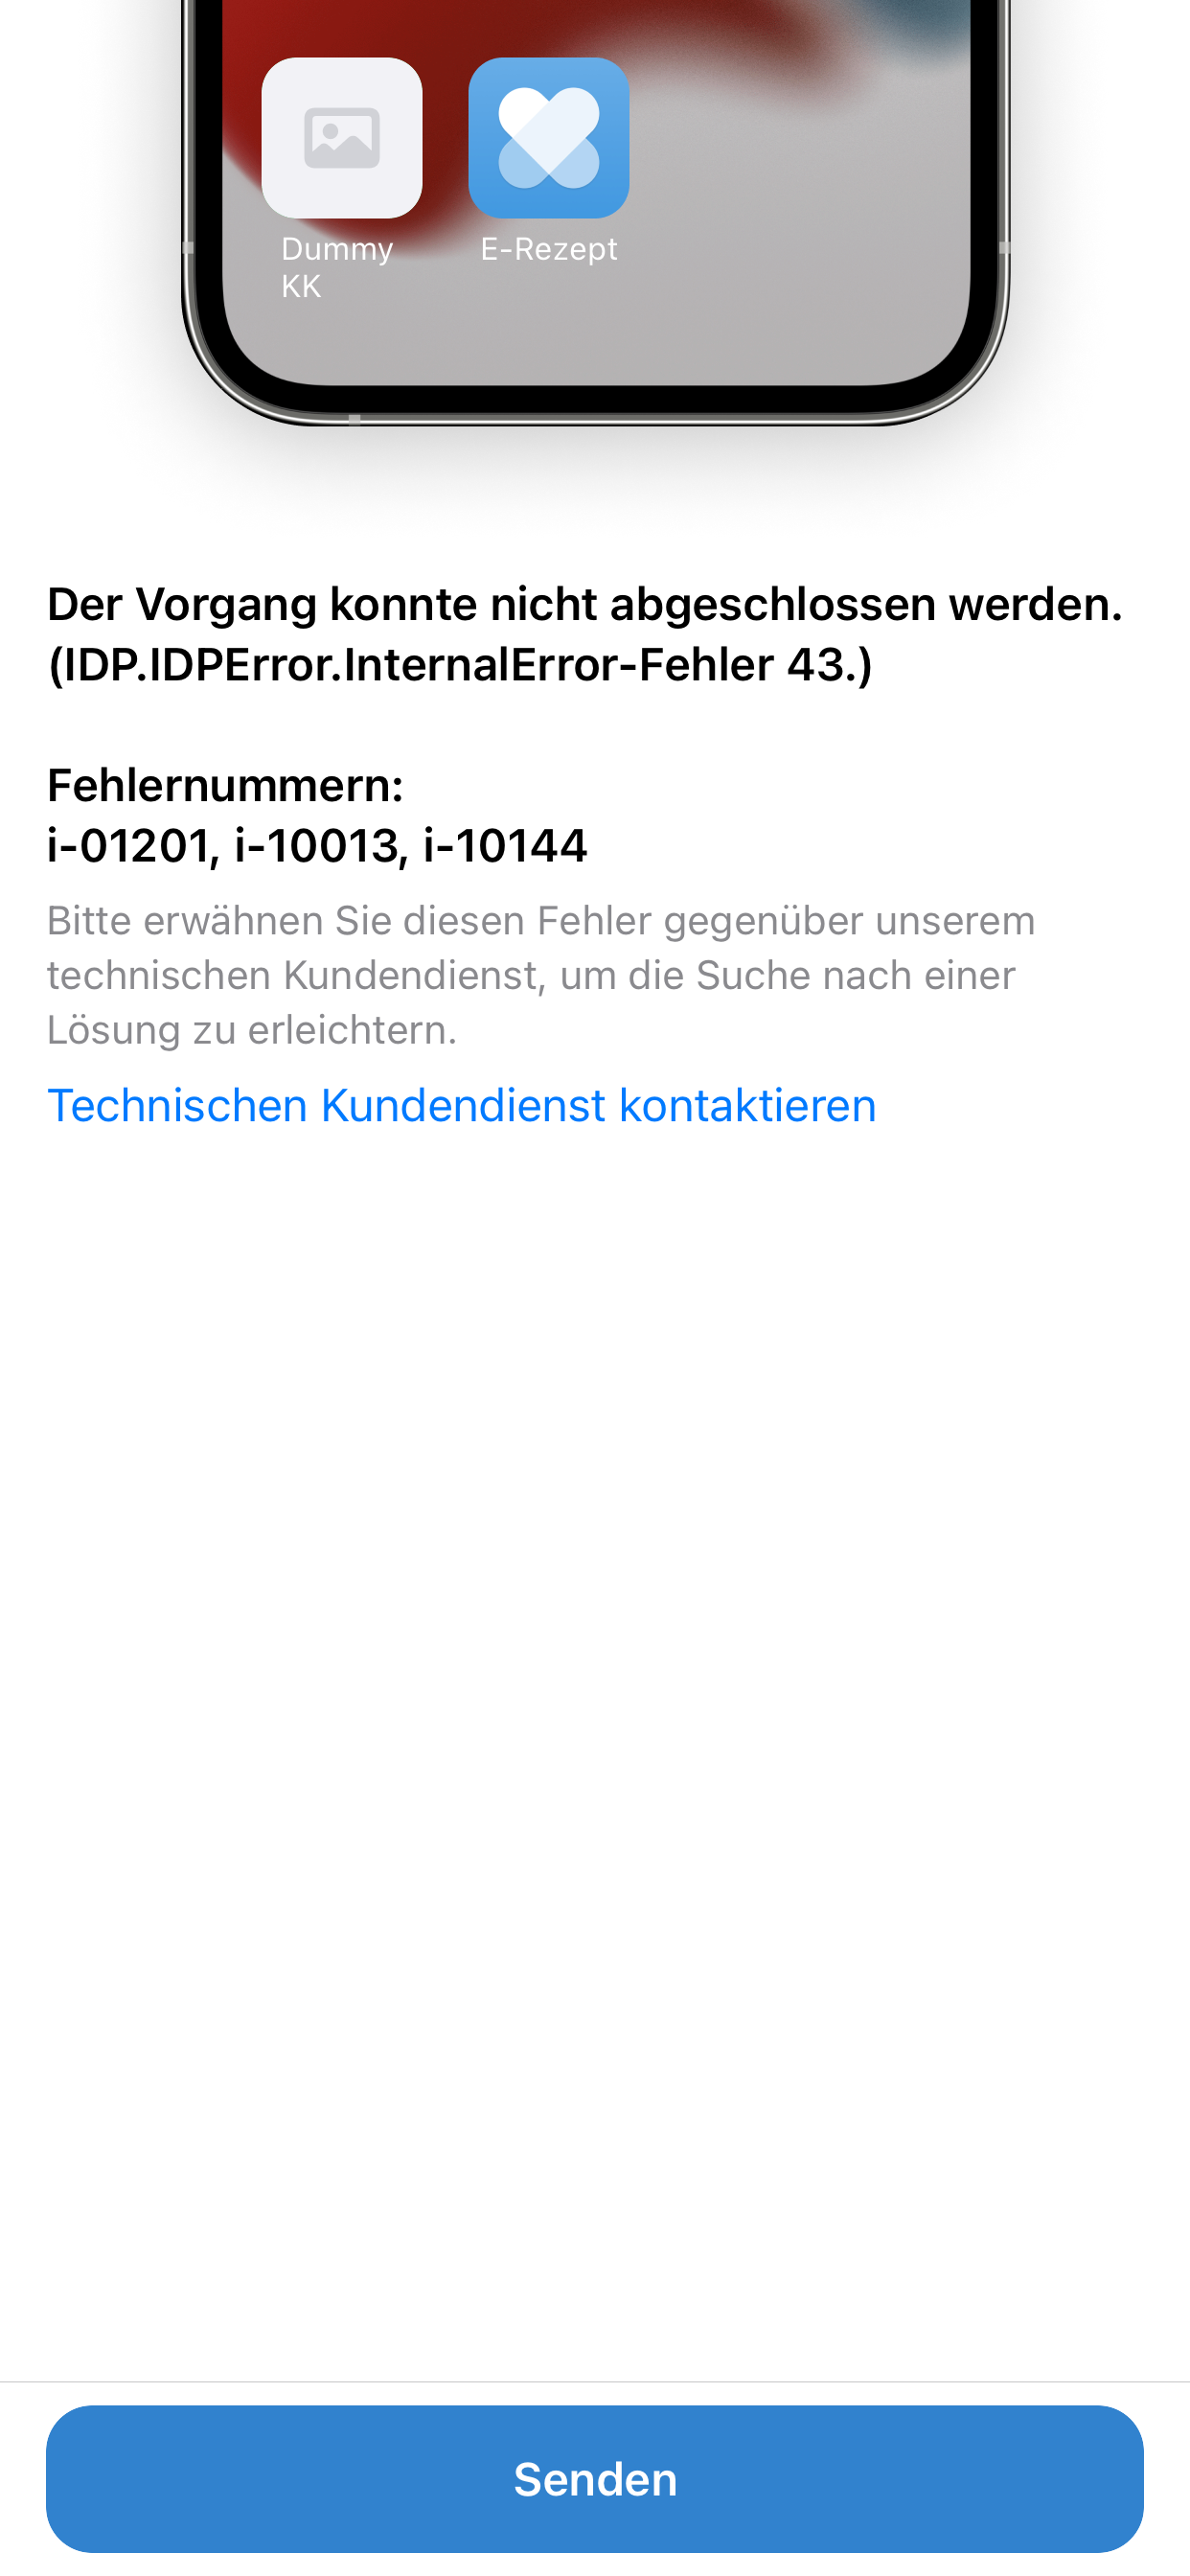 Dummy
KK
E-Rezept
Der Vorgang konnte nicht abgeschlossen werden.
(IDP.IDPError.InternalError-Fehler 43.)
Fehlernummern:
i-01201, i-10013, i-10144
Bitte erwähnen Sie diesen Fehler gegenüber unserem
technischen Kundendienst, um die Suche nach einer
Lösung zu erleichtern.
Technischen Kundendienst kontaktieren
Senden